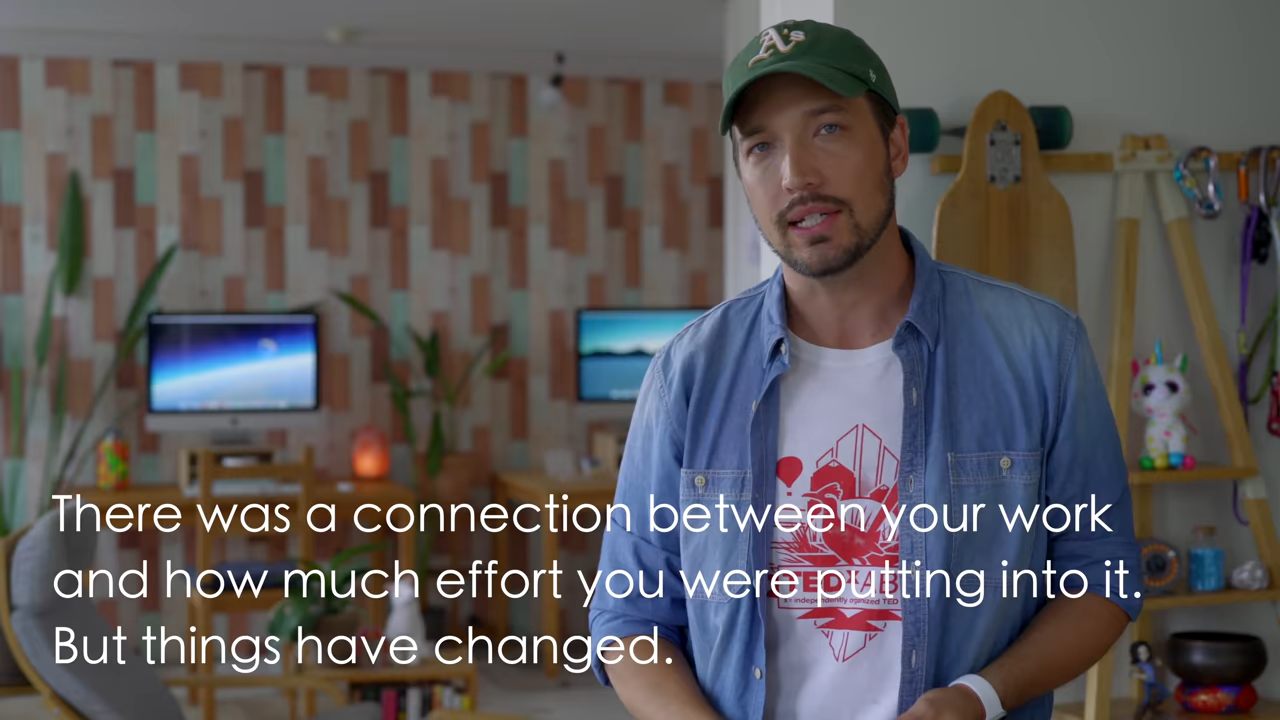 A's
There was a connection between your work
and how much effort you were putting into it.
But things have changed.